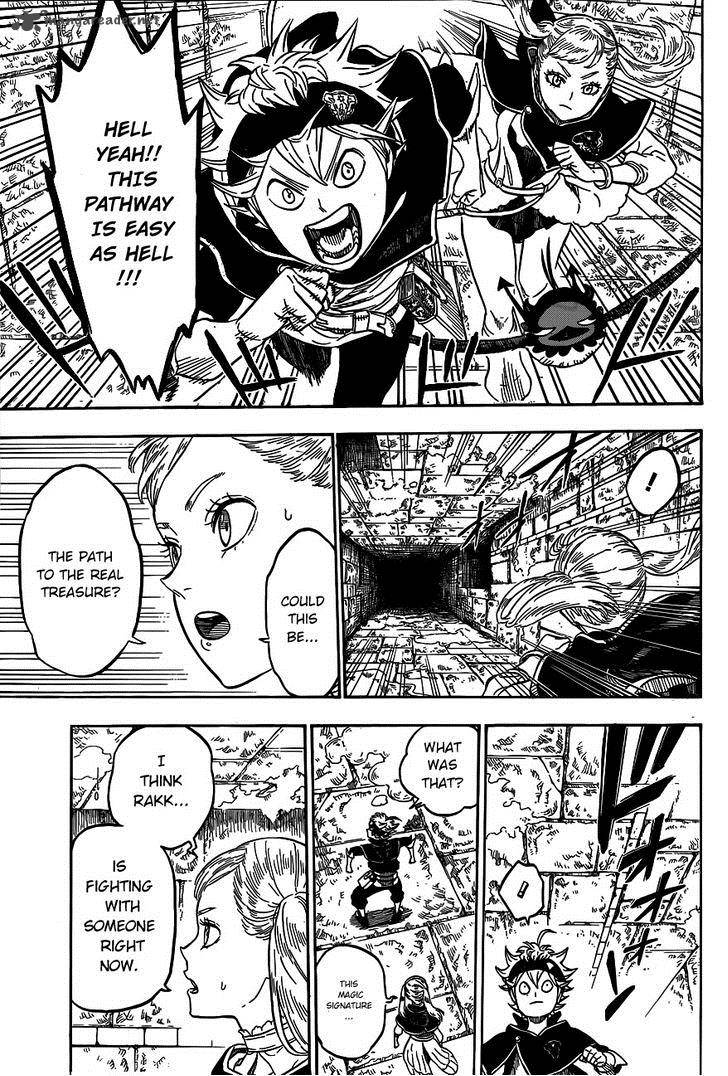 HELL
YEAH!!
THIS
PATHWAY
IS EASY
AS HELL
!!!
!
COULD
THIS
BE...
THE PATH
TO THE REAL
TREASURE?
!
WHAT
WAS
THAT?
THIS
MAGIC
SIGNATURE
...
I
THINK
RAKK...
IS
FIGHTING
WITH
SOMEONE
RIGHT
NOW.